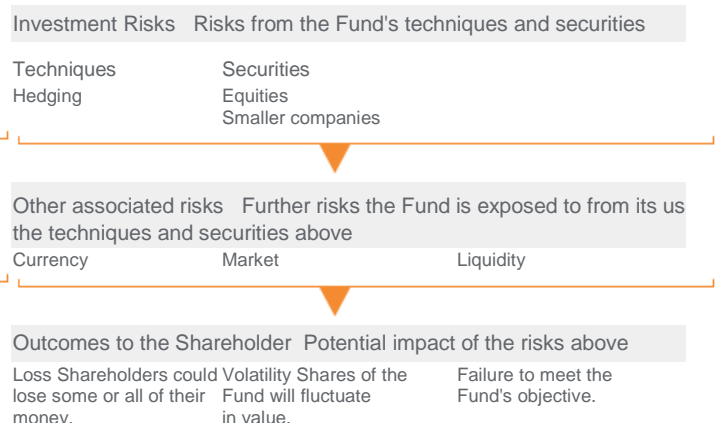 Investment Risks Risks from the Fund's techniques and securities
Techniques Securities
Hedging Equities
Smaller companies
Other associated risks Further risks the Fund is exposed to from its us
the techniques and securities above
Currency Market Liquidity
Outcomes to the Shareholder Potential impact of the risks above
Loss Shareholders could Volatility Shares of the Failure to meet the
lose some or all of their Fund will fluctuate Fund's objective.
money. in value.